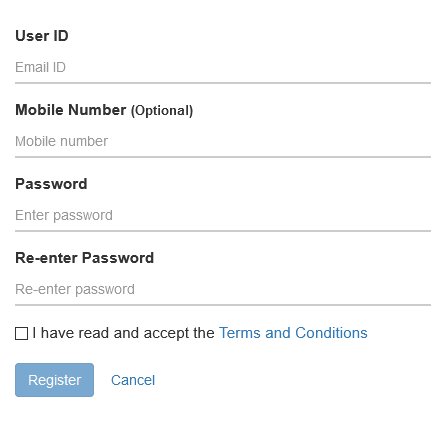 User ID
Email ID
Mobile Number (Optional)
Mobile number
Password
Enter password
Re-enter Password
Re-enter password
I have read and accept the Terms and Conditions
Register Cancel